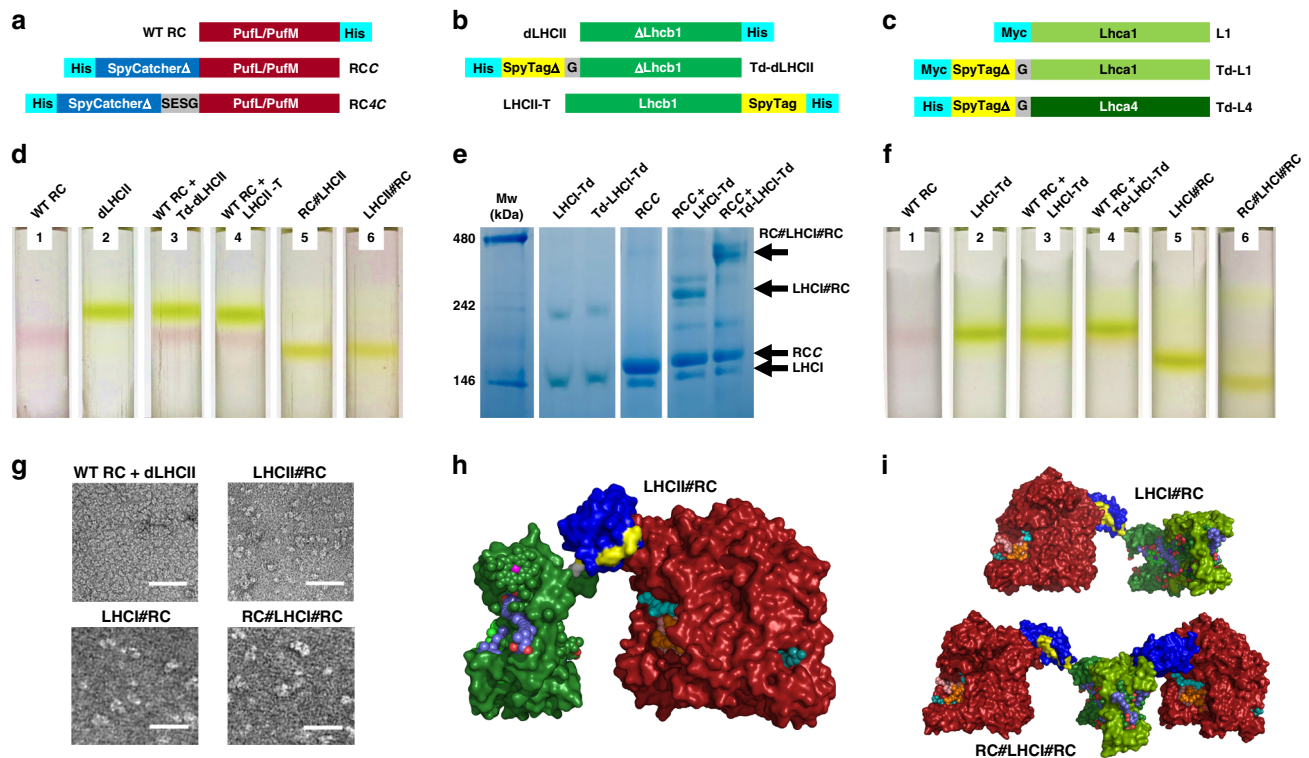 a
WT RC PufL/PufM His
His SpyCatcherΔ PufL/PufM RCC
His SpyCatcherΔ SESG PufL/PufM RC4C
b
dLHCII ΔLhcb1 His
His SpyTagΔ G ΔLhcb1 Td-dLHCII
LHCII-T Lhcb1 SpyTag His
c
Myc Lhca1 L1
Myc SpyTagΔ G Lhca1 Td-L1
His SpyTagΔ G Lhca4 Td-L4
d
WT RC
dLHCII
WT RC +
Td-dLHCII
WT RC +
LHCII -T
RC#LHCII
LHCII#RC
1 2 3 4 5 6
e
Mw
(kDa)
LHCI-Td
Td-LHCI-Td
RCC
RCC +
LHCI-Td
RCC +
Td-LHCI-Td
480
242
146
RC#LHCI#RC
LHCI#RC
RCC
LHCI
f
WT RC
LHCI-Td
WT RC +
LHCI-Td
WT RC +
Td-LHCI-Td
LHCI#RC
RC#LHCI#RC
1 2 3 4 5 6
g
WT RC + dLHCII
LHCII#RC
LHCI#RC
RC#LHCI#RC
h
LHCII#RC
i
LHCI#RC
RC#LHCI#RC